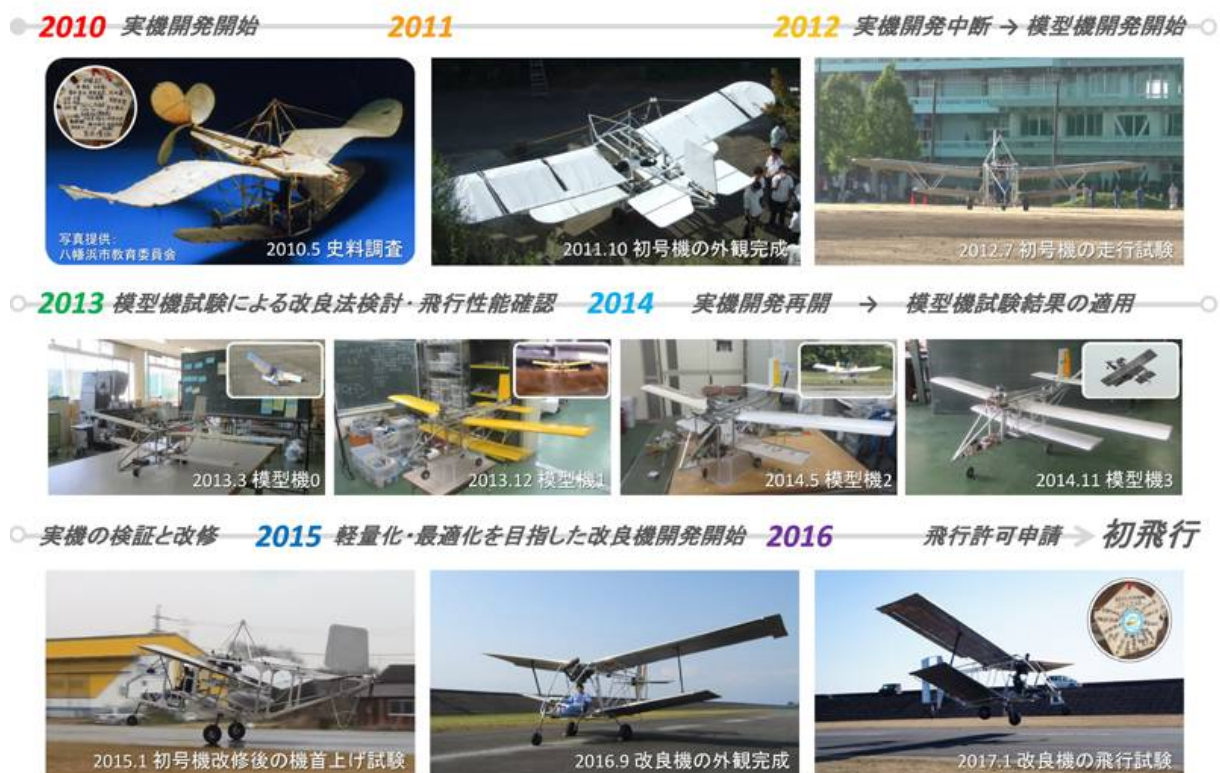 2010 実機開発開始 2011 2012 実機開発中断 → 模型機開発開始
写真提供：
八幡浜市教育委員会
2010.5 史料調査
2011.10 初号機の外観完成
2012.7 初号機の走行試験
2013 模型機試験による改良法検討・飛行性能確認 2014 実機開発再開 → 模型機試験結果の適用
2013.3 模型機0
2013.12 模型機1
2014.5 模型機2
2014.11 模型機3
実機の検証と改修 2015 軽量化・最適化を目指した改良機開発開始 2016 飛行許可申請 初飛行
2015.1 初号機改修後の機首上げ試験
2016.9 改良機の外観完成
2017.1 改良機の飛行試験